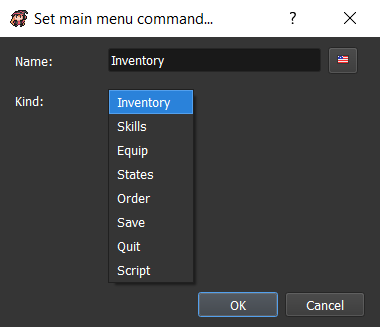 Set main menu command...
?
Name:
Inventory
Kind:
Inventory
Skills
Equip
States
Order
Save
Quit
Script
OK
Cancel